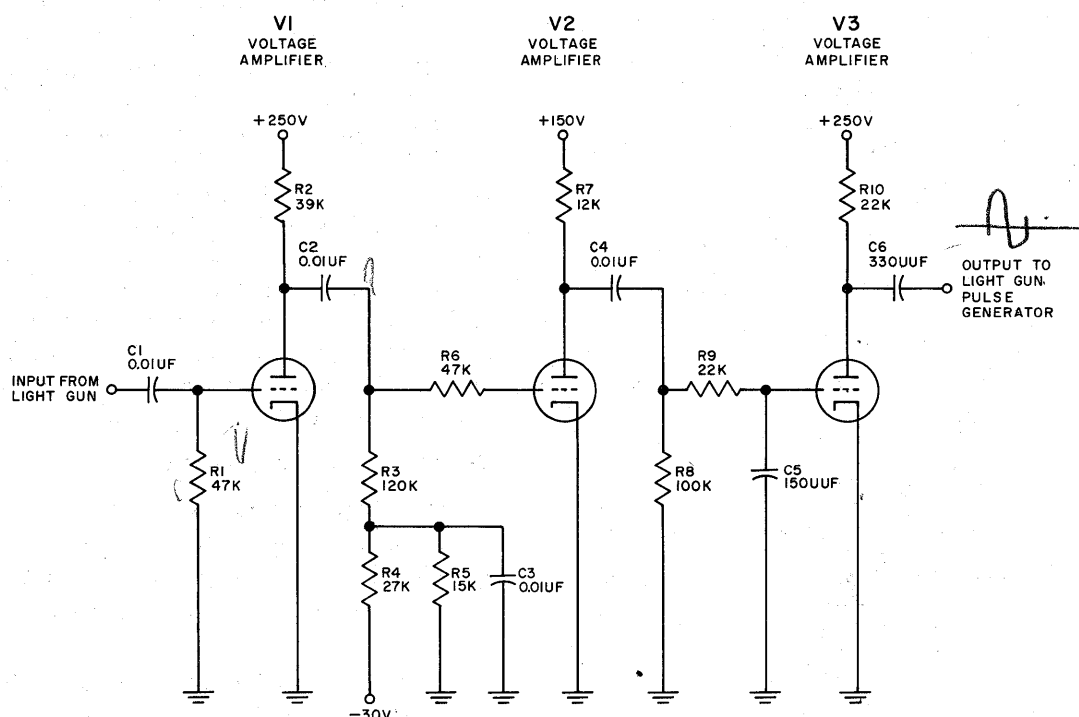 V1
VOLTAGE
AMPLIFIER
V2
VOLTAGE
AMPLIFIER
V3
VOLTAGE
AMPLIFIER
+250V
+150V
+250V
R2
39K
R7
12K
R10
22K
C2
0.01UF
C4
0.01UF
C6
330UUF
OUTPUT TO
LIGHT GUN
PULSE
GENERATOR
C1
0.01UF
INPUT FROM
LIGHT GUN
R6
47K
R9
22K
R1
47K
R3
120K
R8
100K
C5
150UUF
R4
27K
R5
15K
C3
0.01UF
-30V